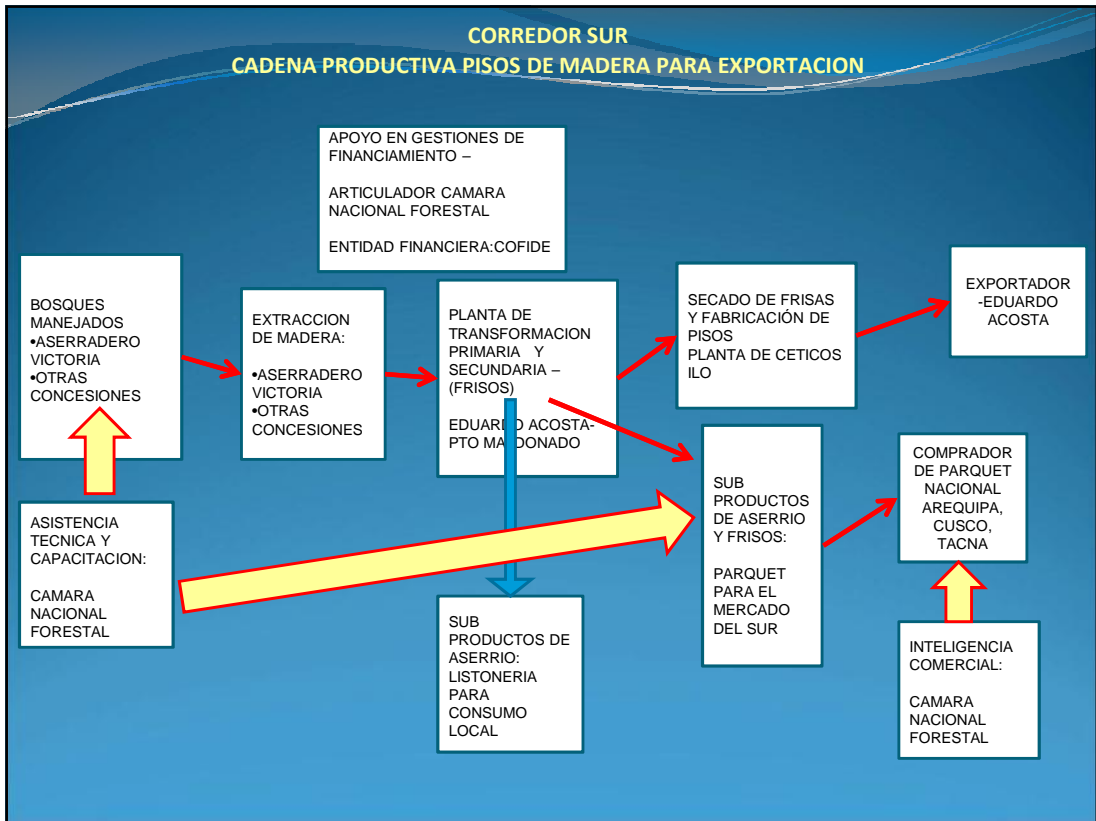 CORREDOR SUR
CADENA PRODUCTIVA PISOS DE MADERA PARA EXPORTACION
APOYO EN GESTIONES DE
FINANCIAMIENTO –
ARTICULADOR CAMARA
NACIONAL FORESTAL
ENTIDAD FINANCIERA:COFIDE
BOSQUES
MANEJADOS
•ASERRADERO
VICTORIA
•OTRAS
CONCESIONES
EXTRACCION
DE MADERA:
•ASERRADERO
VICTORIA
•OTRAS
CONCESIONES
PLANTA DE
TRANSFORMACION
PRIMARIA Y
SECUNDARIA –
(FRISOS)
EDUARDO ACOSTA-
PTO MALDONADO
SECADO DE FRISAS
Y FABRICACIÓN DE
PISOS
PLANTA DE CETICOS
ILO
EXPORTADOR
-EDUARDO
ACOSTA
ASISTENCIA
TECNICA Y
CAPACITACION:
CAMARA
NACIONAL
FORESTAL
SUB
PRODUCTOS DE
ASERRIO:
LISTONERIA
PARA
CONSUMO
LOCAL
SUB
PRODUCTOS
DE ASERRIO
Y FRISOS:
PARQUET
PARA EL
MERCADO
DEL SUR
COMPRADOR
DE PARQUET
NACIONAL
AREQUIPA,
CUSCO,
TACNA
INTELIGENCIA
COMERCIAL:
CAMARA
NACIONAL
FORESTAL